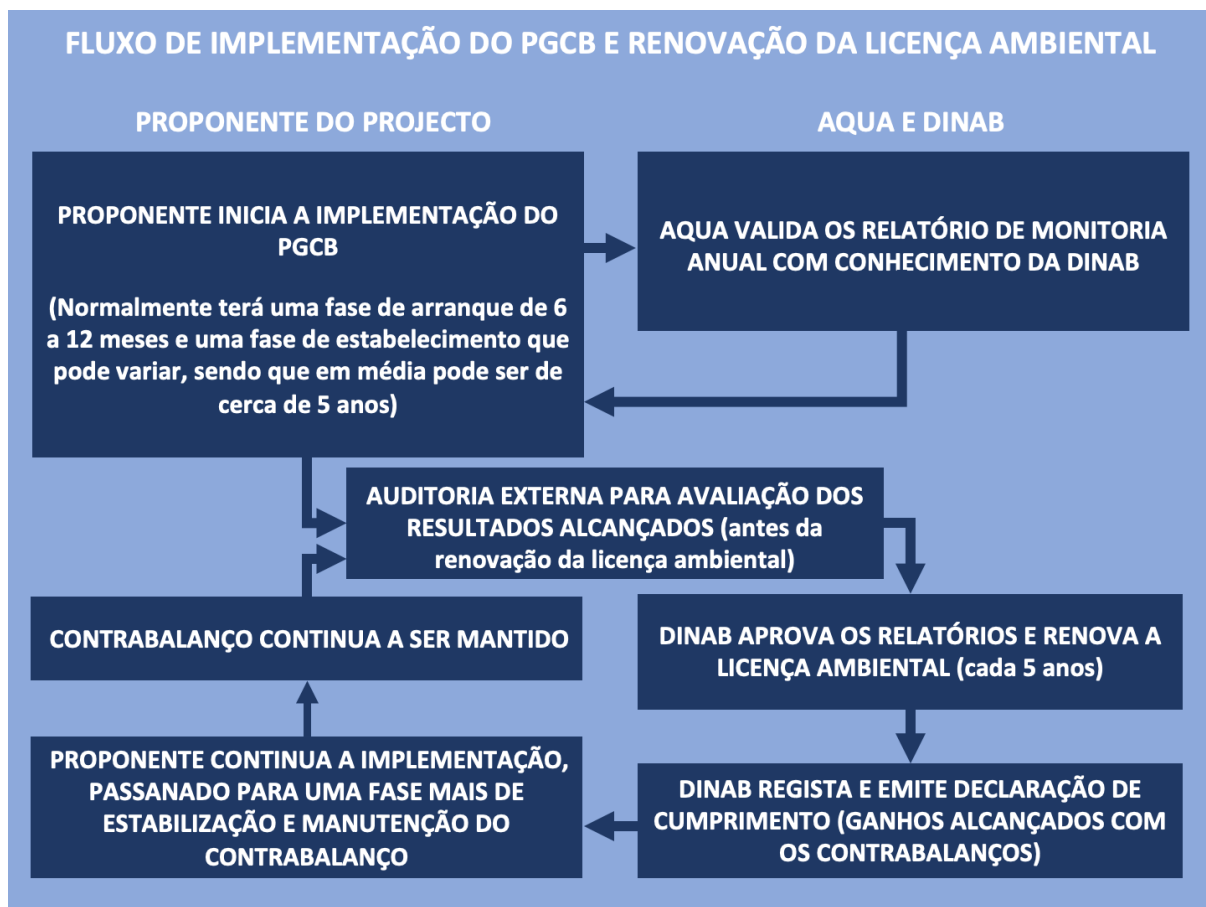 FLUXO DE IMPLEMENTAÇÃO DO PGCB E RENOVAÇÃO DA LICENÇA AMBIENTAL
PROPONENTE DO PROJECTO
AQUA E DINAB
PROPONENTE INICIA A IMPLEMENTAÇÃO DO
PGCB
(Normalmente terá uma fase de arranque de 6
a 12 meses e uma fase de estabelecimento que
pode variar, sendo que em média pode ser de
cerca de 5 anos)
AQUA VALIDA OS RELATÓRIO DE MONITORIA
ANUAL COM CONHECIMENTO DA DINAB
AUDITORIA EXTERNA PARA AVALIAÇÃO DOS
RESULTADOS ALCANÇADOS (antes da
renovação da licença ambiental)
DINAB APROVA OS RELATÓRIOS E RENOVA A
LICENÇA AMBIENTAL (cada 5 anos)
DINAB REGISTA E EMITE DECLARAÇÃO DE
CUMPRIMENTO (GANHOS ALCANÇADOS COM
OS CONTRABALANÇOS)
PROPONENTE CONTINUA A IMPLEMENTAÇÃO,
PASSANADO PARA UMA FASE MAIS DE
ESTABILIZAÇÃO E MANUTENÇÃO DO
CONTRABALANÇO
CONTRABALANÇO CONTINUA A SER MANTIDO